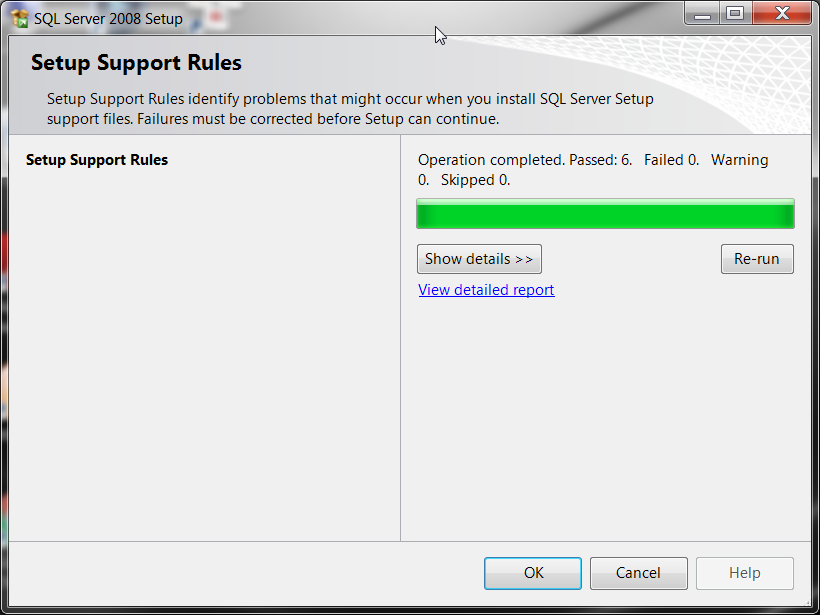 SQL Server 2008 Setup
Setup Support Rules
Setup Support Rules identify problems that might occur when you install SQL Server Setup
support files. Failures must be corrected before Setup can continue.
Setup Support Rules
Operation completed. Passed: 6.   Failed 0.   Warning
0.   Skipped 0.
Show details >>
Re-run
View detailed report
OK
Cancel
Help